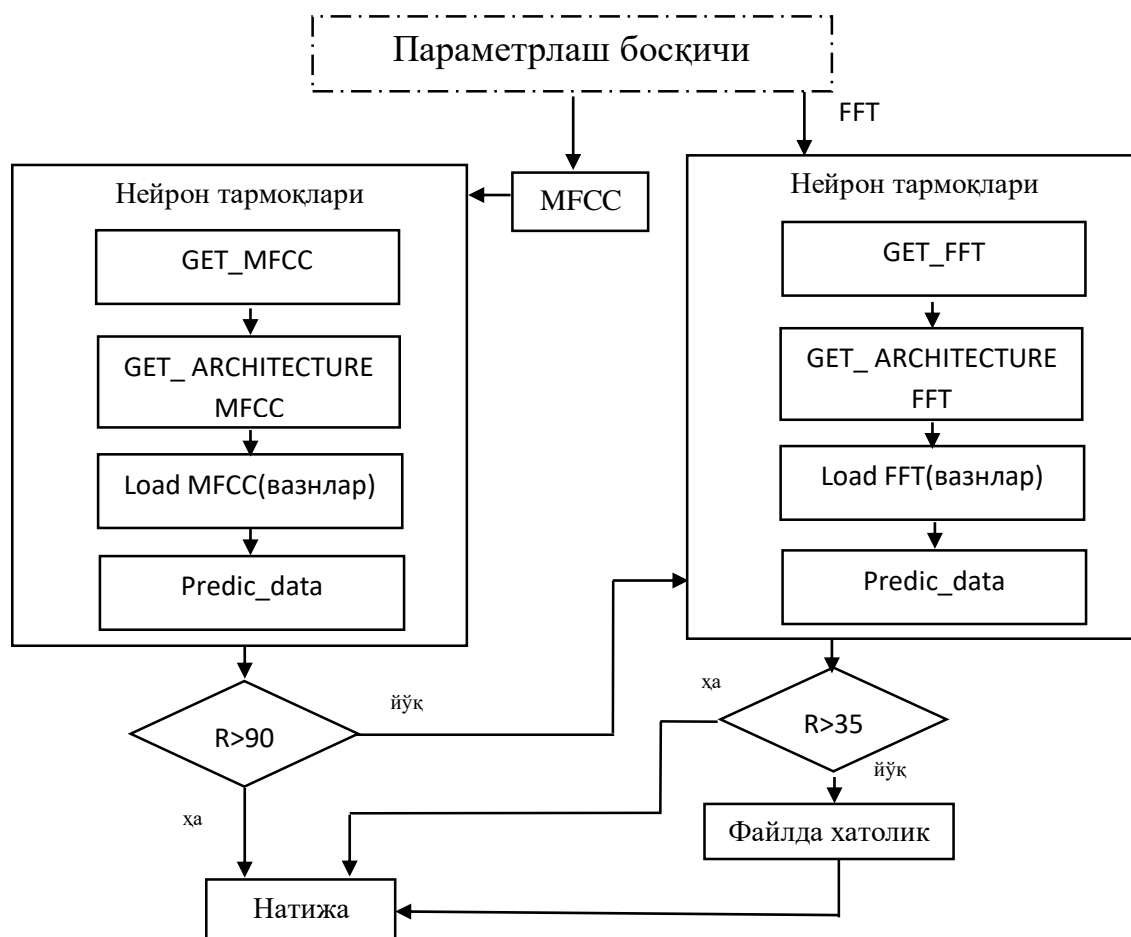 Параметрлаш босқичи
FFT
MFCC
Нейрон тармоқлари
GET_MFCC
GET_ ARCHITECTURE
MFCC
Load MFCC(вазнлар)
Predic_data
R>90
йўқ
ҳа
Нейрон тармоқлари
GET_FFT
GET_ ARCHITECTURE
FFT
Load FFT(вазнлар)
Predic_data
ҳа
R>35
йўқ
Файлда хатолик
Натижа